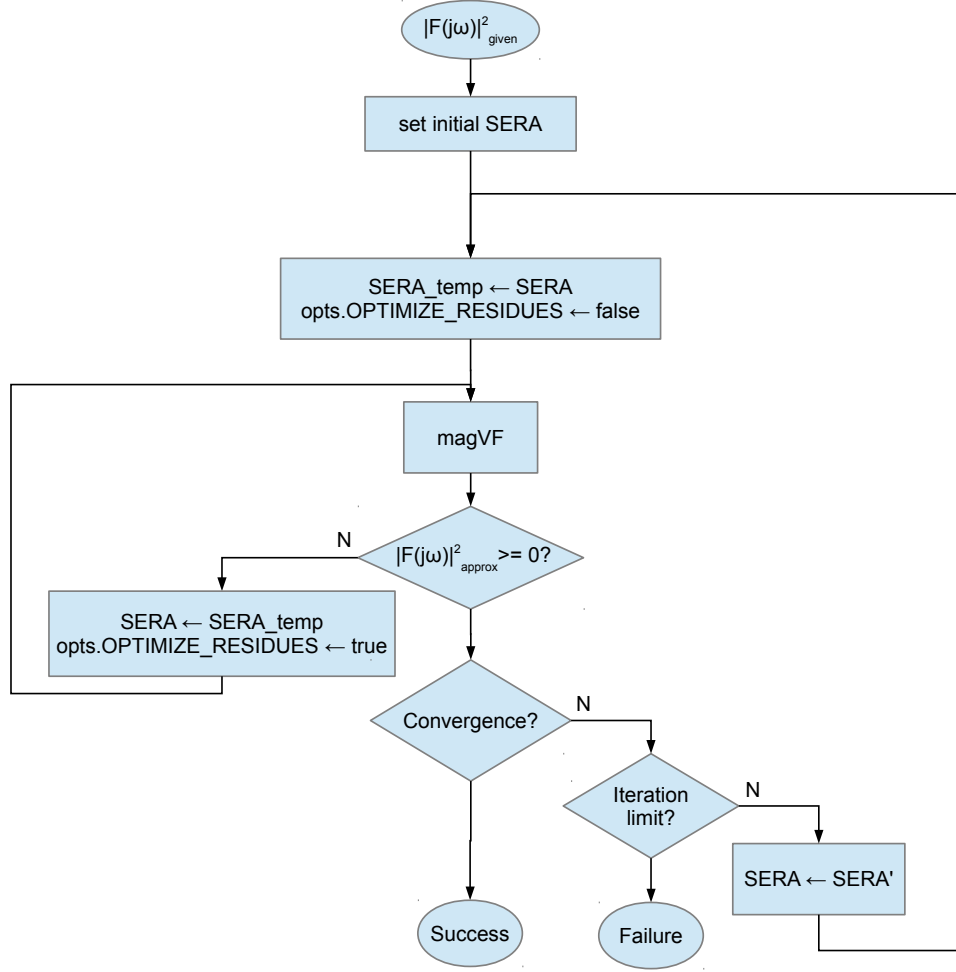 |F(jω)|²given
set initial SERA
SERA_temp ← SERA
opts.OPTIMIZE_RESIDUES ← false
magVF
N
|F(jω)|²approx>= 0?
SERA ← SERA_temp
opts.OPTIMIZE_RESIDUES ← true
Convergence?
N
Iteration
limit?
N
SERA ← SERA'
Success
Failure